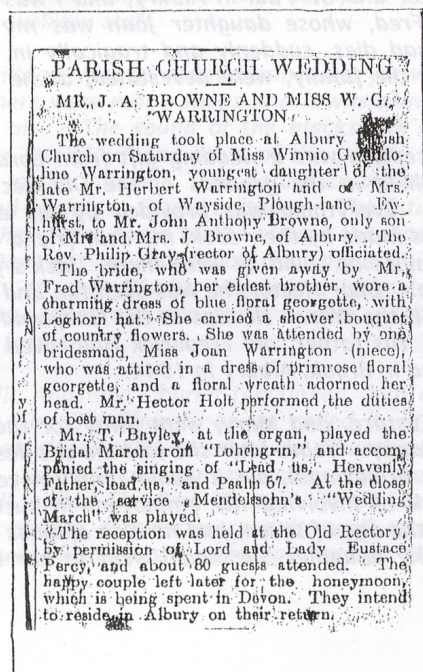 PARISH CHURCH WEDDING
MR. J. A. BROWNE AND MISS W. G.
WARRINGTON
The wedding took place at Albury Parish
Church on Saturday of Miss Winnie Gwendo-
line Warrington, youngest daughter of the
late Mr. Herbert Warrington and of Mrs.
Warrington, of Wayside, Plough-lane, Ew-
hurst, to Mr. John Anthony Browne, only son
of Mr. and Mrs. J. Browne, of Albury. The
Rev. Philip Gray (rector of Albury) officiated.
The bride, who was given away by Mr.
Fred Warrington, her eldest brother, wore a
charming dress of blue floral georgette, with
Leghorn hat. She carried a shower bouquet
of country flowers. She was attended by one
bridesmaid, Miss Joan Warrington (niece),
who was attired in a dress of primrose floral
georgette, and a floral wreath adorned her
head. Mr. Hector Holt performed the duties
of best man.
Mr. T. Bayley, at the organ, played the
Bridal March from "Lohengrin," and accom-
panied the singing of "Lead us, Heavenly
Father, lead us," and Psalm 67. At the close
of the service Mendelssohn's "Wedding
March" was played.
The reception was held at the Old Rectory,
by permission of Lord and Lady Eustace
Percy, and about 80 guests attended. The
happy couple left later for the honeymoon,
which is being spent in Devon. They intend
to reside in Albury on their return.